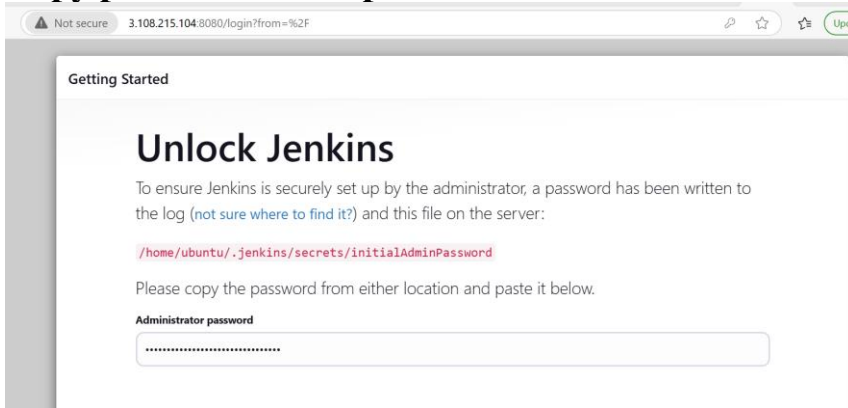 Not secure 3.108.215.104:8080/login?from=%2F
Getting Started
Unlock Jenkins
To ensure Jenkins is securely set up by the administrator, a password has been written to
the log (not sure where to find it?) and this file on the server:
/home/ubuntu/.jenkins/secrets/initialAdminPassword
Please copy the password from either location and paste it below.
Administrator password
••••••••••••••••••••••••••••••••